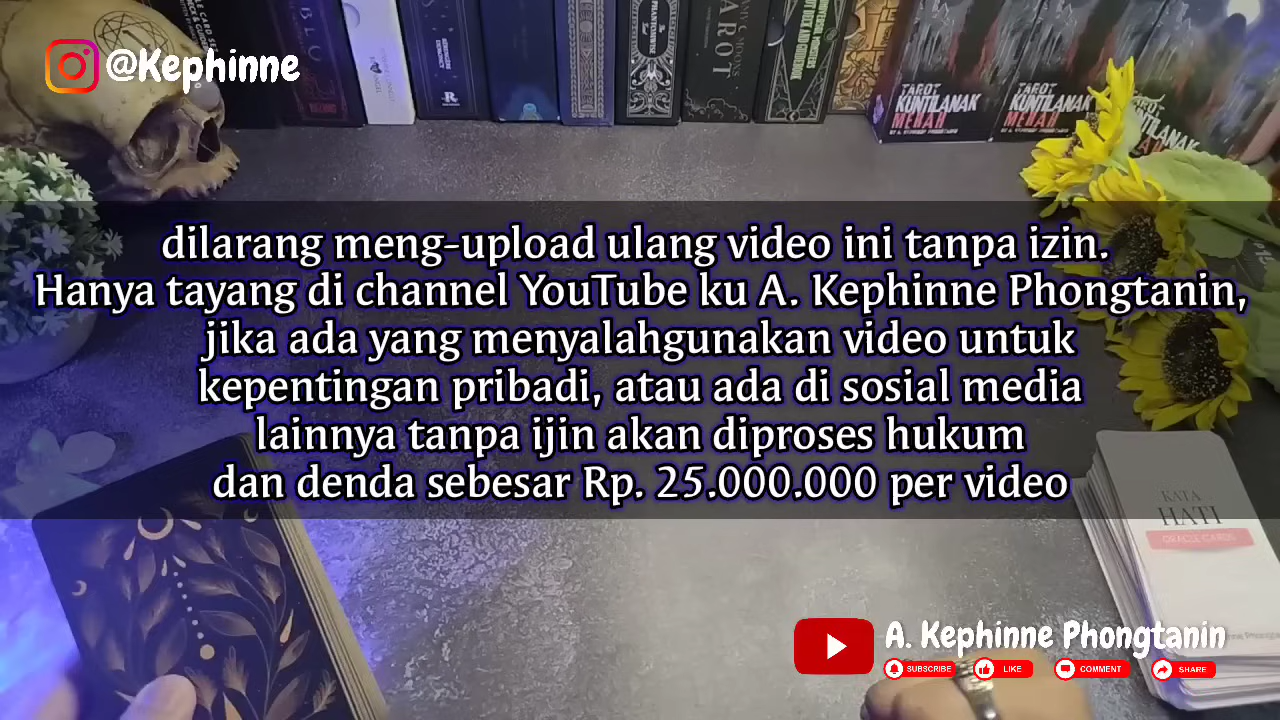 @Kephinne
TAROT
TAROT
KUNTILANAK
MERAH
TAROT
KUNTILANAK
MERAH
TAROT
KUNTILANAK
dilarang meng-upload ulang video ini tanpa izin.
Hanya tayang di channel YouTube ku A. Kephinne Phongtanin,
jika ada yang menyalahgunakan video untuk
kepentingan pribadi, atau ada di sosial media
lainnya tanpa ijin akan diproses hukum
dan denda sebesar Rp. 25.000.000 per video
KATA
HATI
ORACLE CARDS
A. Kephinne Phongtanin
SUBSCRIBE
LIKE
COMMENT
SHARE